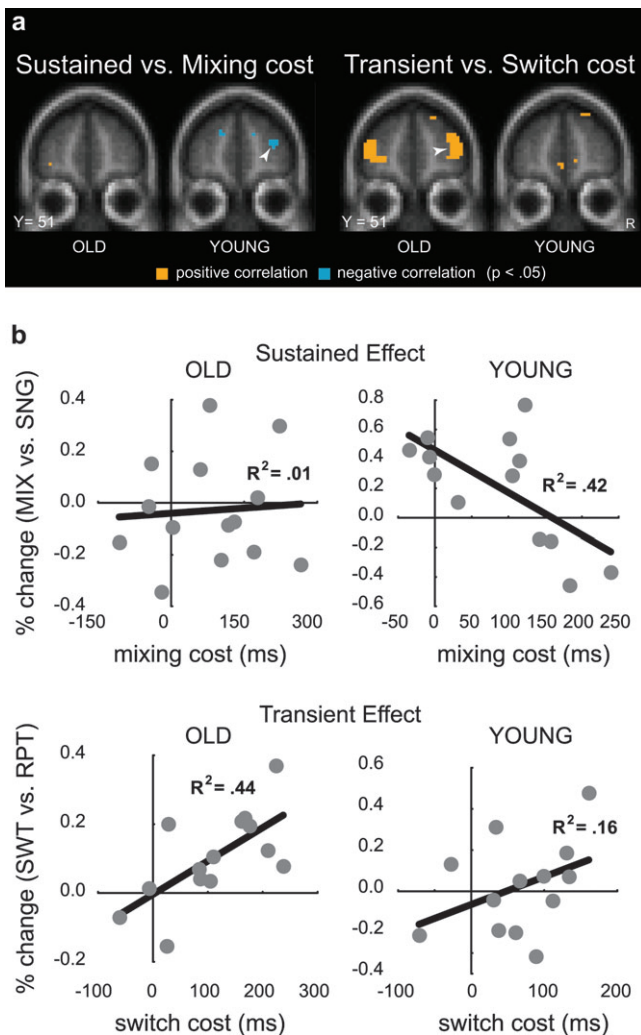 a
Sustained vs. Mixing cost
Transient vs. Switch cost
Y= 51
Y = 51
R
OLD
YOUNG
OLD
YOUNG
positive correlation
negative correlation
(p < .05)
b
Sustained Effect
OLD
YOUNG
% change (MIX vs. SNG)
0.4
0.2
0.0
-0.2
-0.4
R² = .01
-150
0
150
300
mixing cost (ms)
0.8
0.6
0.4
0.2
0.0
-0.2
-0.4
-0.6
R² = .42
-50
0
50
100
150
200
250
mixing cost (ms)
Transient Effect
OLD
YOUNG
% change (SWT vs. RPT)
0.4
0.2
0.0
-0.2
R² = .44
-100
0
100
200
300
switch cost (ms)
0.6
0.4
0.2
0.0
-0.2
-0.4
R² = .16
-100
0
100
200
switch cost (ms)